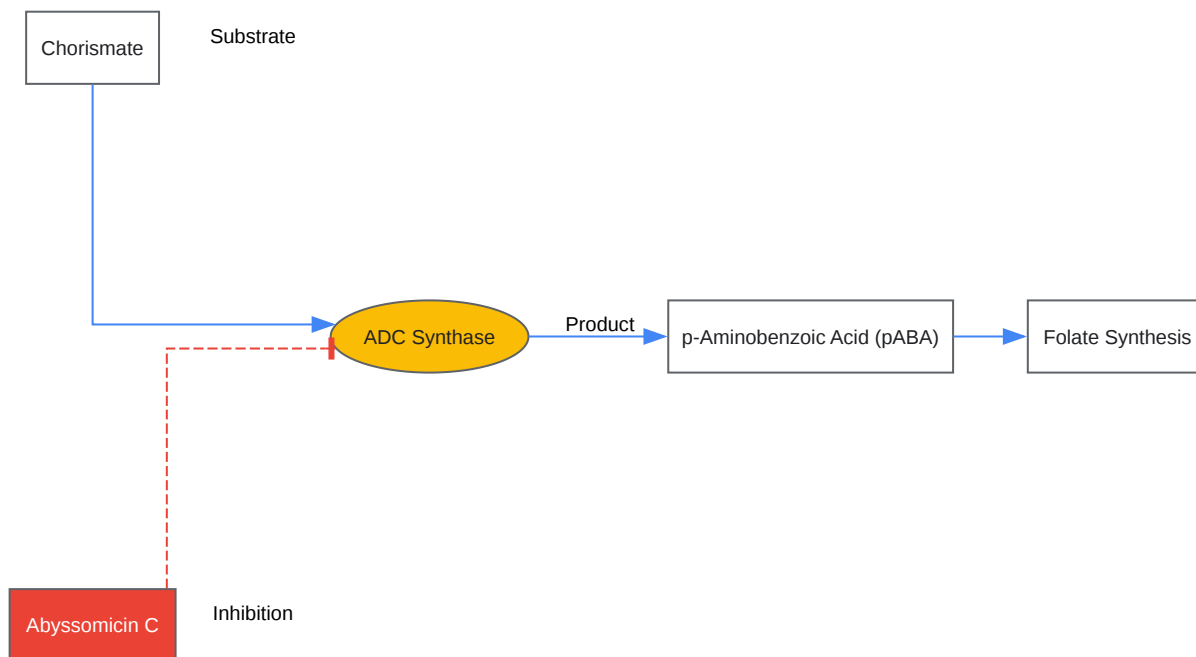 Chorismate
Substrate
ADC Synthase
Product
p-Aminobenzoic Acid (pABA)
Folate Synthesis
Abyssomicin C
Inhibition